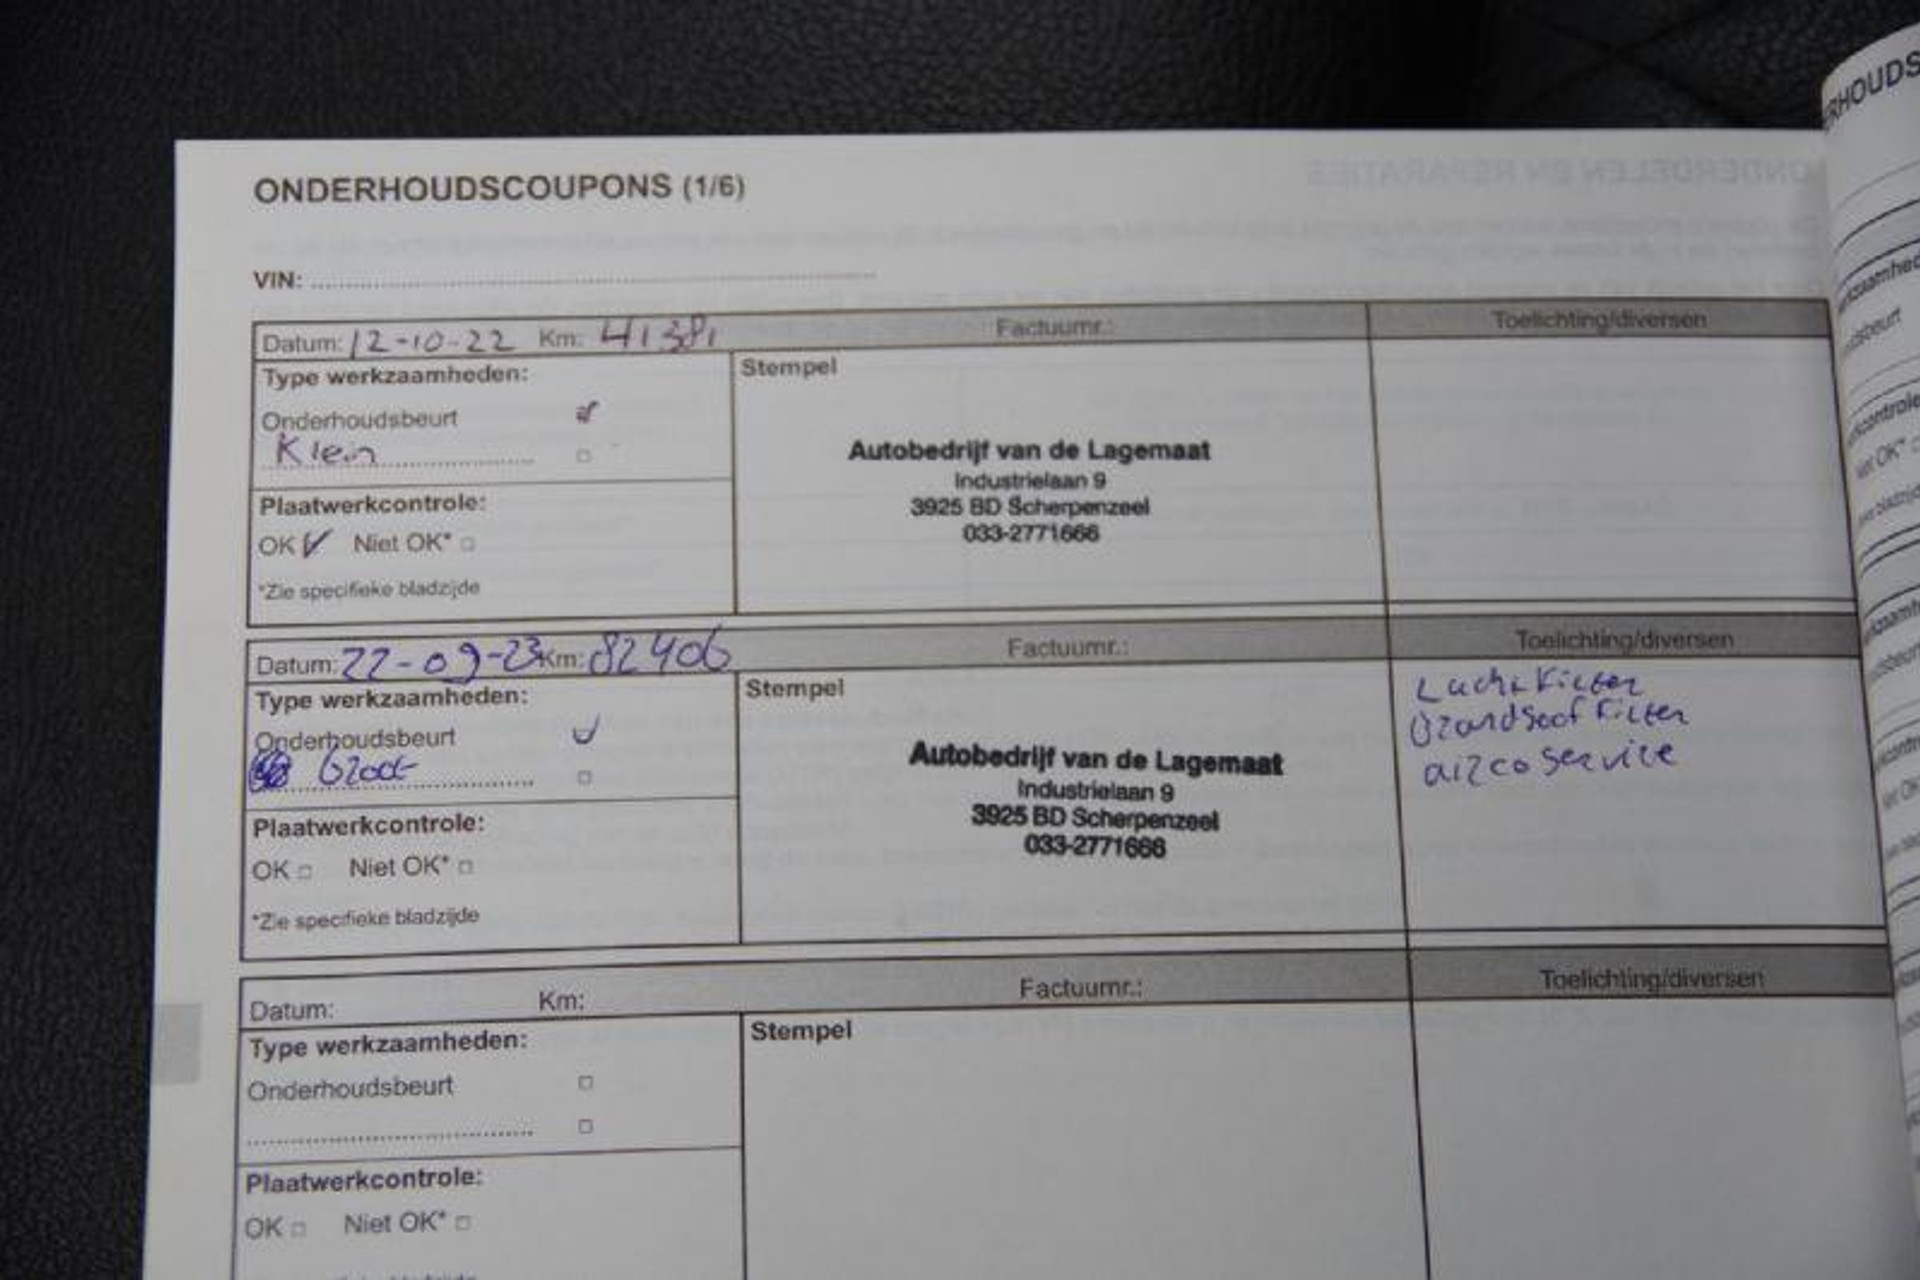 ONDERHOUDSCOUPONS (1/6)
VIN:
Datum: 12-10-22 Km: 41381 Factuurnr.: Toelichting/diversen
Type werkzaamheden:
Stempel
Onderhoudsbeurt
Klein
Autobedrijf van de Lagemaat
Industrielaan 9
3925 BD Scherpenzeel
033-2771666
Plaatwerkcontrole:
OK Niet OK*
*Zie specifieke bladzijde
Datum: 22-09-23 Km: 82406 Factuurnr.: Toelichting/diversen
Type werkzaamheden:
Stempel
Onderhoudsbeurt
Groot
Autobedrijf van de Lagemaat
Industrielaan 9
3925 BD Scherpenzeel
033-2771666
Lucht Filter
Brandstof Filter
airco service
Plaatwerkcontrole:
OK Niet OK*
*Zie specifieke bladzijde
Datum: Km: Factuurnr.: Toelichting/diversen
Type werkzaamheden:
Stempel
Onderhoudsbeurt
Plaatwerkcontrole:
OK Niet OK*